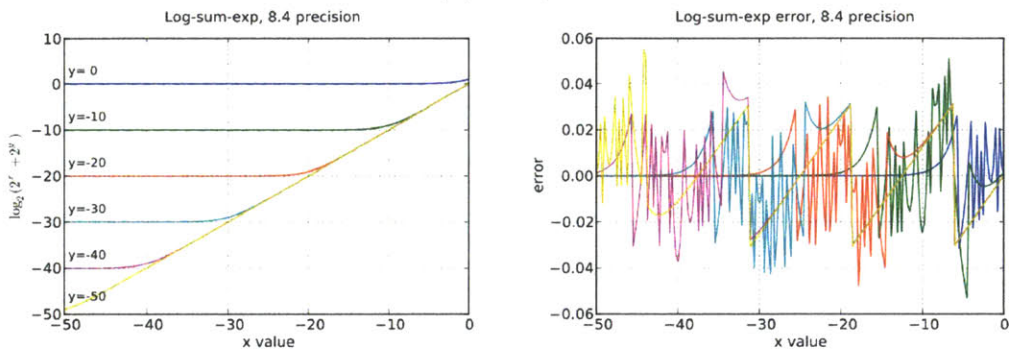 Log-sum-exp, 8.4 precision
10
0
−10
−20
−30
−40
−50
log₂(2ˣ + 2ʸ)
y= 0
y=-10
y=-20
y=-30
y=-40
y=-50
−50
−40
−30
−20
−10
0
x value
Log-sum-exp error, 8.4 precision
0.06
0.04
0.02
0.00
−0.02
−0.04
−0.06
error
−50
−40
−30
−20
−10
0
x value